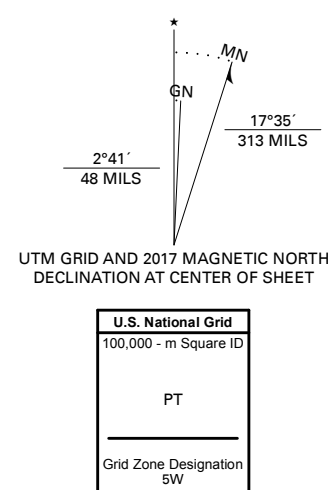 MN
GN
17°35´
313 MILS
2°41´
48 MILS
UTM GRID AND 2017 MAGNETIC NORTH
DECLINATION AT CENTER OF SHEET
U.S. National Grid
100,000 - m Square ID
PT
Grid Zone Designation
5W